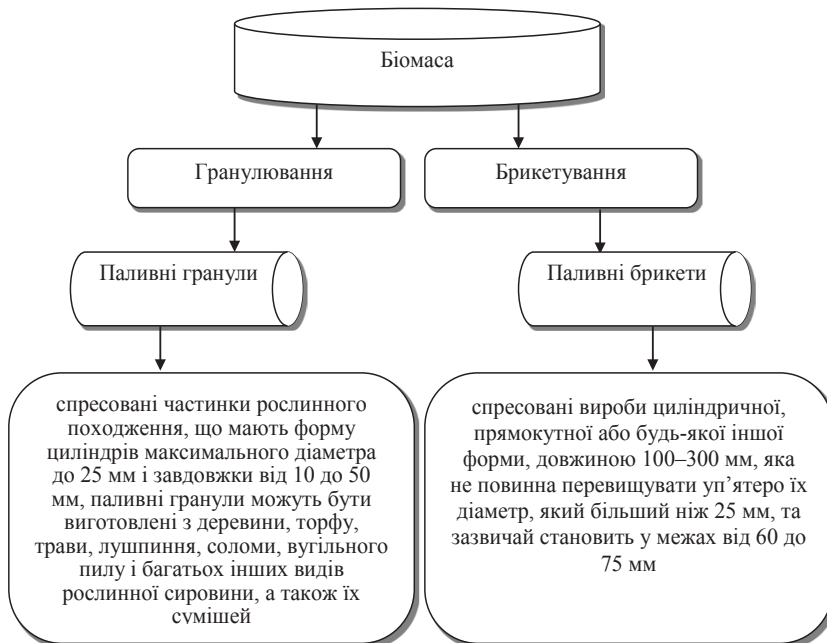 Біомаса
Гранулювання
Брикетування
Паливні гранули
Паливні брикети
спресовані частинки рослинного
походження, що мають форму
циліндрів максимального діаметра
до 25 мм і завдовжки від 10 до 50
мм, паливні гранули можуть бути
виготовлені з деревини, торфу,
трави, лушпиння, соломи, вугільного
пилу і багатьох інших видів
рослинної сировини, а також їх
сумішей
спресовані вироби циліндричної,
прямокутної або будь-якої іншої
форми, довжиною 100–300 мм, яка
не повинна перевищувати уп’ятеро їх
діаметр, який більший ніж 25 мм, та
зазвичай становить у межах від 60 до
75 мм